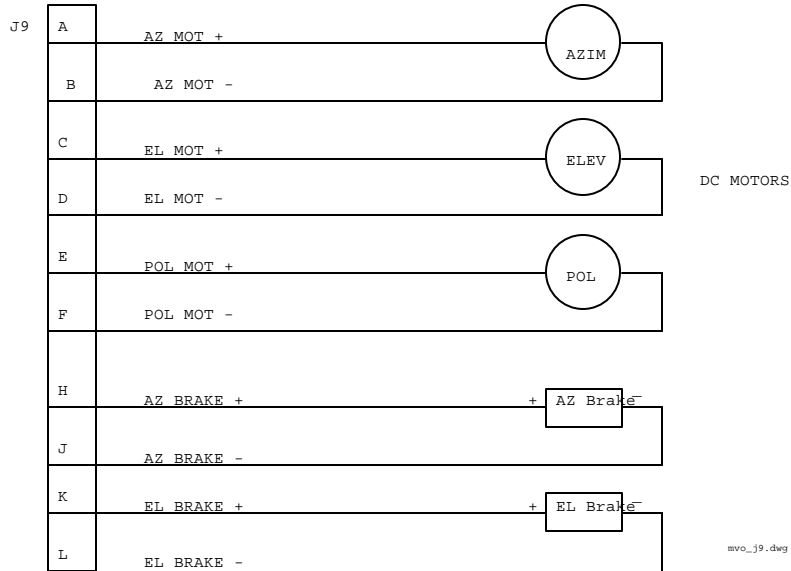 J9
A
AZ MOT +
AZIM
B
AZ MOT -
C
EL MOT +
ELEV
DC MOTORS
D
EL MOT -
E
POL MOT +
POL
F
POL MOT -
H
AZ BRAKE +
+ AZ Brake -
J
AZ BRAKE -
K
EL BRAKE +
+ EL Brake -
L
EL BRAKE -
mvo_j9.dwg